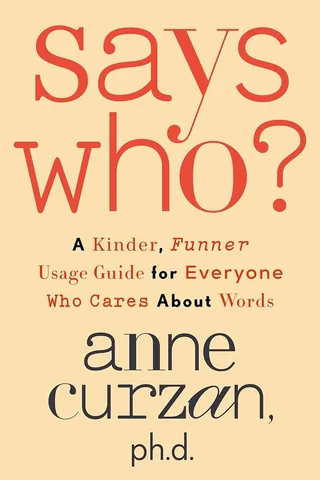 says
who?
A Kinder, Funner
Usage Guide for Everyone
Who Cares About Words
anne
curzan,
ph.d.